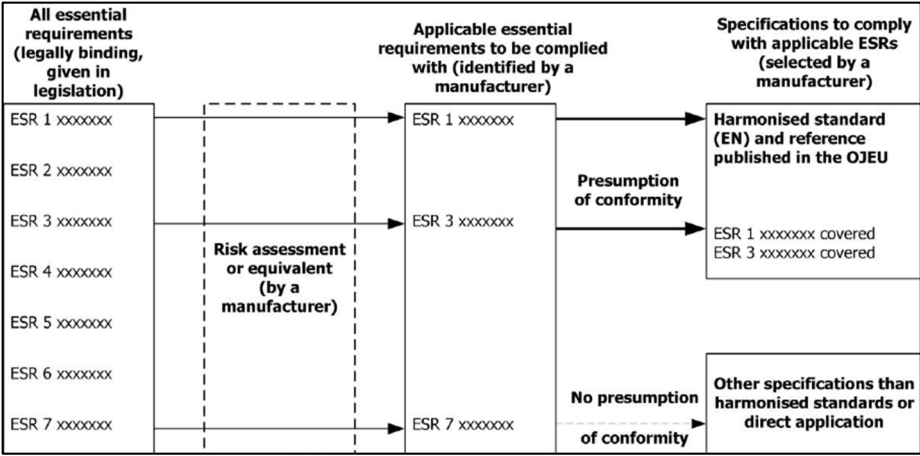 All essential
requirements
(legally binding,
given in
legislation)
ESR 1 xxxxxxx
ESR 2 xxxxxxx
ESR 3 xxxxxxx
ESR 4 xxxxxxx
ESR 5 xxxxxxx
ESR 6 xxxxxxx
ESR 7 xxxxxxx
Risk assessment
or equivalent
(by a
manufacturer)
Applicable essential
requirements to be complied
with (identified by a
manufacturer)
ESR 1 xxxxxxx
ESR 3 xxxxxxx
ESR 7 xxxxxxx
Presumption
of conformity
No presumption
of conformity
Specifications to comply
with applicable ESRs
(selected by a
manufacturer)
Harmonised standard
(EN) and reference
published in the OJEU
ESR 1 xxxxxxx covered
ESR 3 xxxxxxx covered
Other specifications than
harmonised standards or
direct application